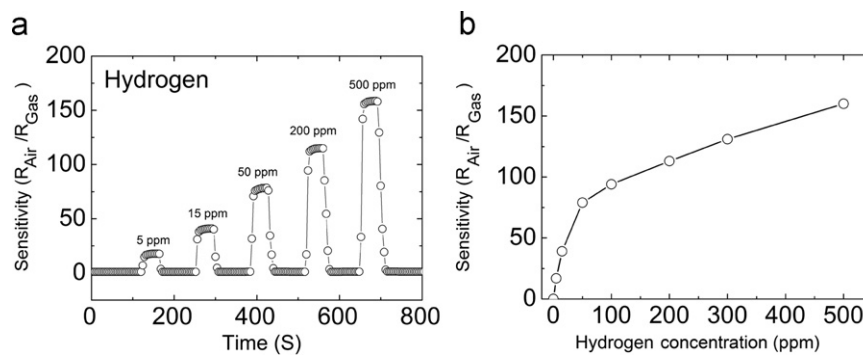 a
Hydrogen
5 ppm
15 ppm
50 ppm
200 ppm
500 ppm
200
150
100
50
0
Sensitivity (R_Air /R_Gas)
0 200 400 600 800
Time (S)
b
200
150
100
50
0
Sensitivity (R_Air /R_Gas)
0 100 200 300 400 500
Hydrogen concentration (ppm)